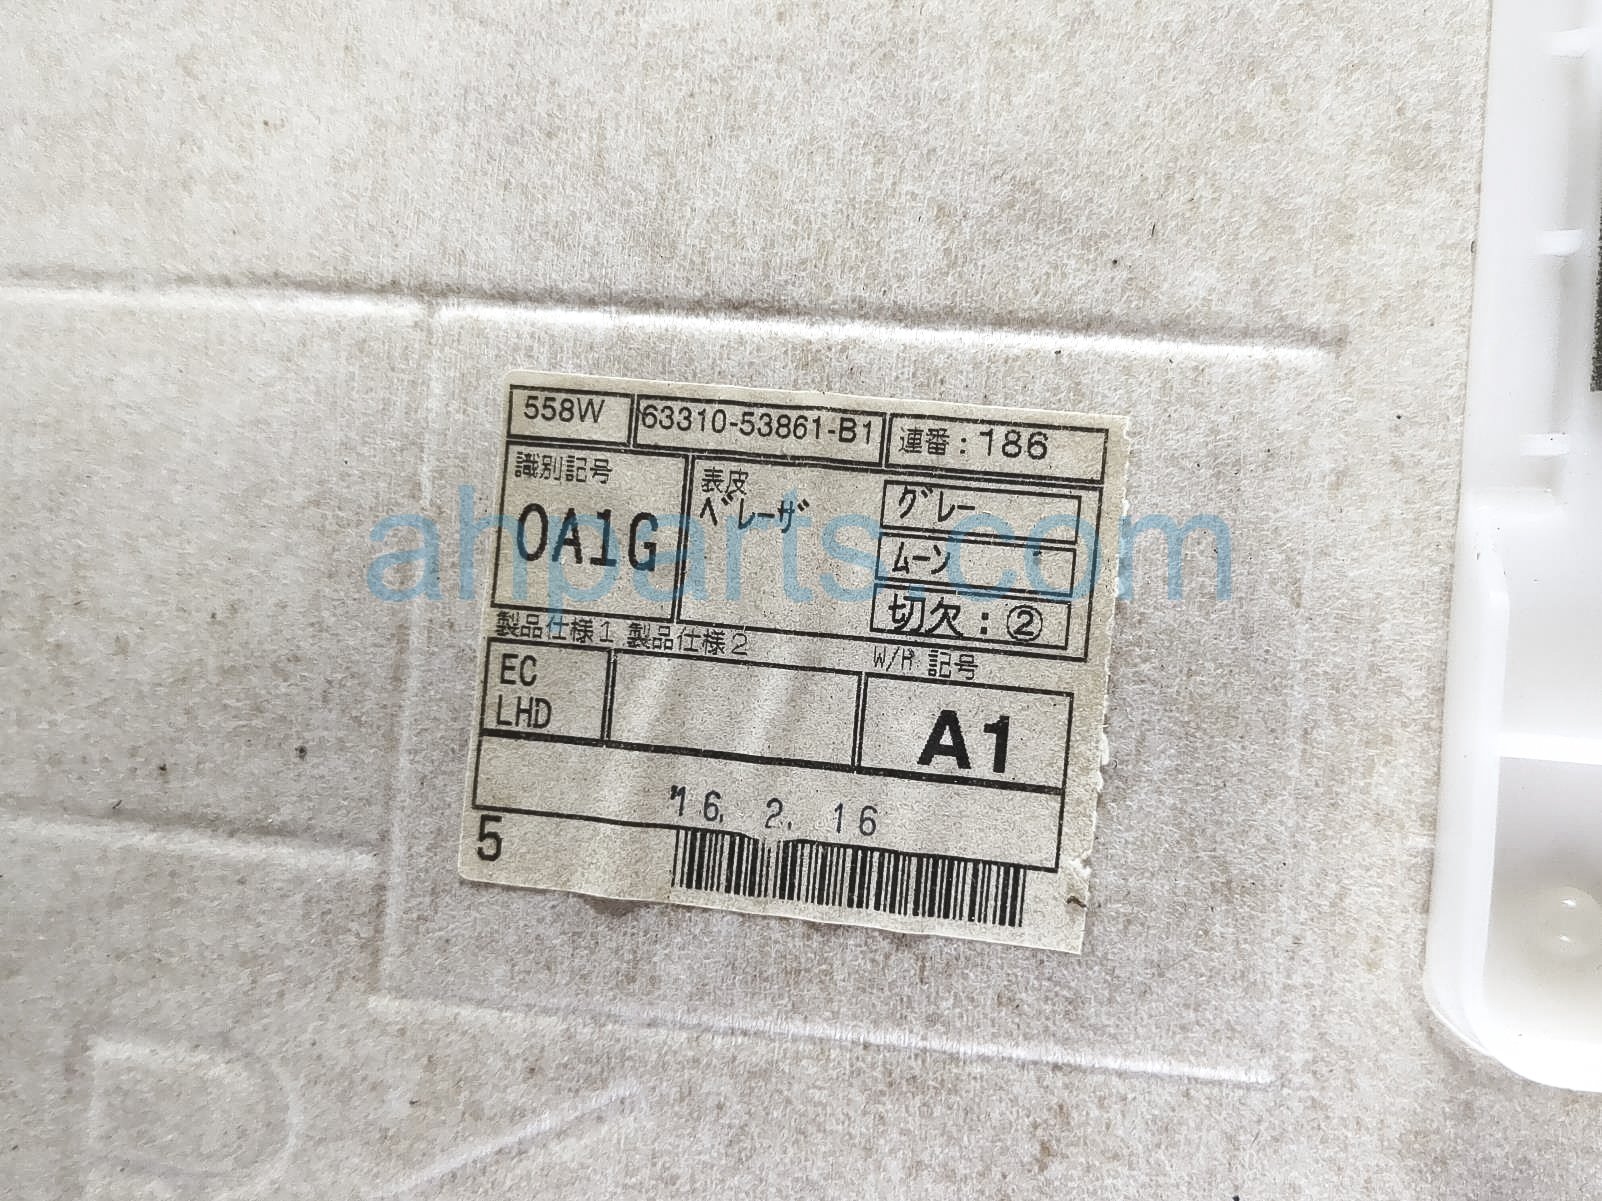 558W 63310-53861-B1 連番：186
識別記号 表皮 グレー
0A1G ベレーザ ムーン
切欠：②
製品仕様1 製品仕様2 W/H 記号
EC
LHD A1
'16. 2. 16
5
ahparts.com